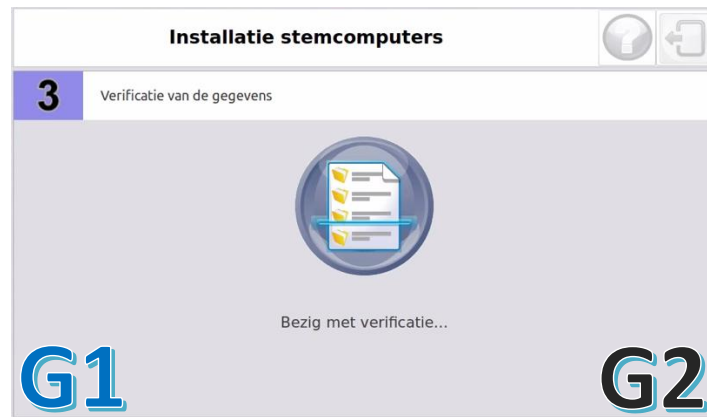 Installatie stemcomputers
3 Verificatie van de gegevens
Bezig met verificatie...
G1 G2